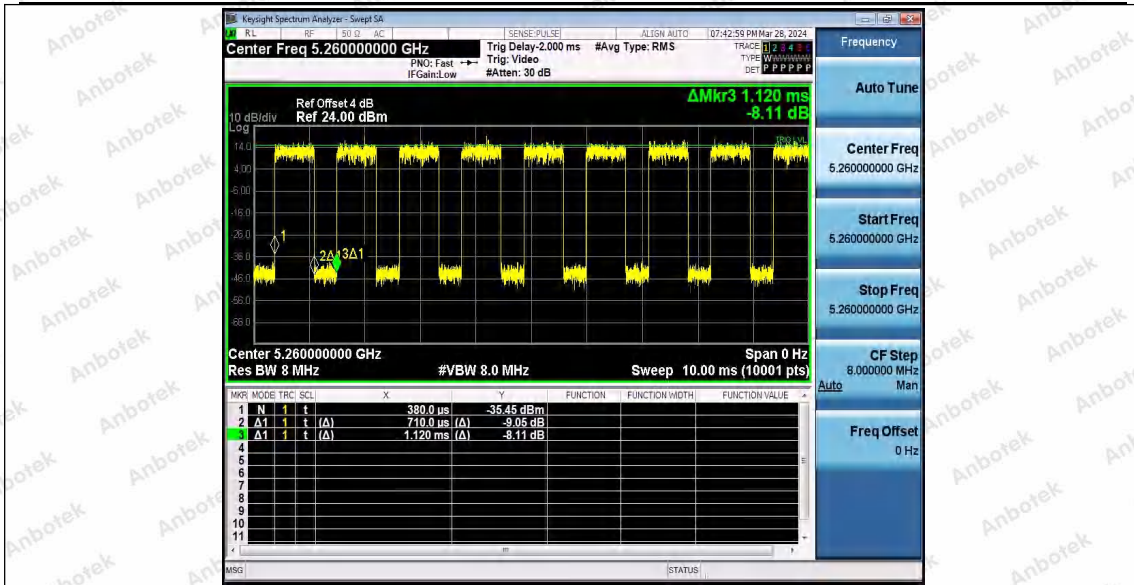 Keysight Spectrum Analyzer - Swept SA
RL RF 50 Ω AC SENSE:PULSE ALIGN AUTO 07:42:59 PM Mar 28, 2024
Center Freq 5.260000000 GHz
PNO: Fast
IFGain:Low
Trig Delay-2.000 ms #Avg Type: RMS
Trig: Video
#Atten: 30 dB
TRACE 1 2 3 4 5 6
TYPE WWWWWW
DET P P P P P P
Ref Offset 4 dB
10 dB/div Ref 24.00 dBm
Log
ΔMkr3 1.120 ms
-8.11 dB
TRIG LVL
14.0
4.00
-6.00
-16.0
-26.0
-36.0
-46.0
-56.0
-66.0
1
2Δ1 3Δ1
Center 5.260000000 GHz Span 0 Hz
Res BW 8 MHz #VBW 8.0 MHz Sweep 10.00 ms (10001 pts)
MKR MODE TRC SCL X Y FUNCTION FUNCTION WIDTH FUNCTION VALUE
1 N 1 t 380.0 µs -35.45 dBm
2 Δ1 1 t (Δ) 710.0 µs (Δ) -9.05 dB
3 Δ1 1 t (Δ) 1.120 ms (Δ) -8.11 dB
4
5
6
7
8
9
10
11
MSG STATUS
Frequency
Auto Tune
Center Freq
5.260000000 GHz
Start Freq
5.260000000 GHz
Stop Freq
5.260000000 GHz
CF Step
8.000000 MHz
Auto Man
Freq Offset
0 Hz
Anbotek